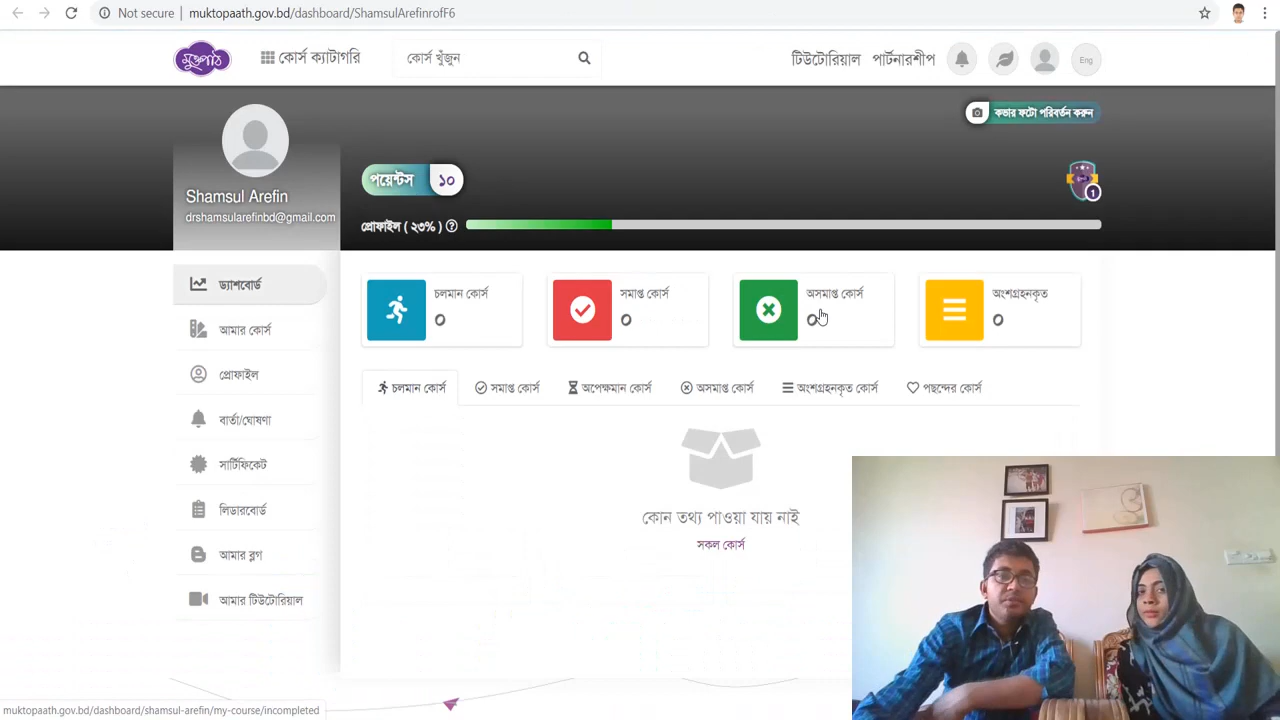 Not secure
muktopaath.gov.bd/dashboard/ShamsulArefinrofF6
মুক্তপাঠ
কোর্স ক্যাটাগরি
কোর্স খুঁজুন
টিউটোরিয়াল
পার্টনারশীপ
Eng
কভার ফটো পরিবর্তন করুন
Shamsul Arefin
drshamsularefinbd@gmail.com
পয়েন্টস ১০
1
প্রোফাইল ( ২৩% )
ড্যাশবোর্ড
আমার কোর্স
প্রোফাইল
বার্তা/ঘোষণা
সার্টিফিকেট
লিডারবোর্ড
আমার ব্লগ
আমার টিউটোরিয়াল
চলমান কোর্স
০
সমাপ্ত কোর্স
০
অসমাপ্ত কোর্স
০
অংশগ্রহনকৃত
০
চলমান কোর্স
সমাপ্ত কোর্স
অপেক্ষমান কোর্স
অসমাপ্ত কোর্স
অংশগ্রহনকৃত কোর্স
পছন্দের কোর্স
কোন তথ্য পাওয়া যায় নাই
সকল কোর্স
muktopaath.gov.bd/dashboard/shamsul-arefin/my-course/incompleted